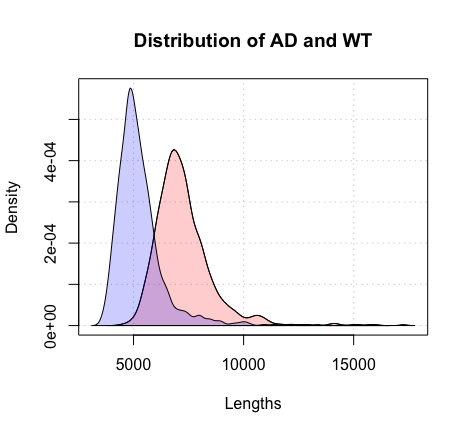 Distribution of AD and WT
Density
4e-04
2e-04
0e+00
5000 10000 15000
Lengths